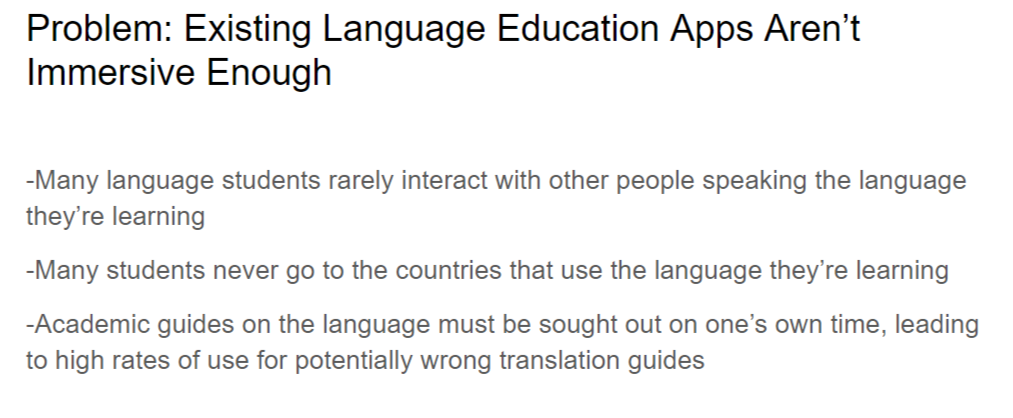 Problem: Existing Language Education Apps Aren’t
Immersive Enough
-Many language students rarely interact with other people speaking the language
they’re learning
-Many students never go to the countries that use the language they’re learning
-Academic guides on the language must be sought out on one’s own time, leading
to high rates of use for potentially wrong translation guides